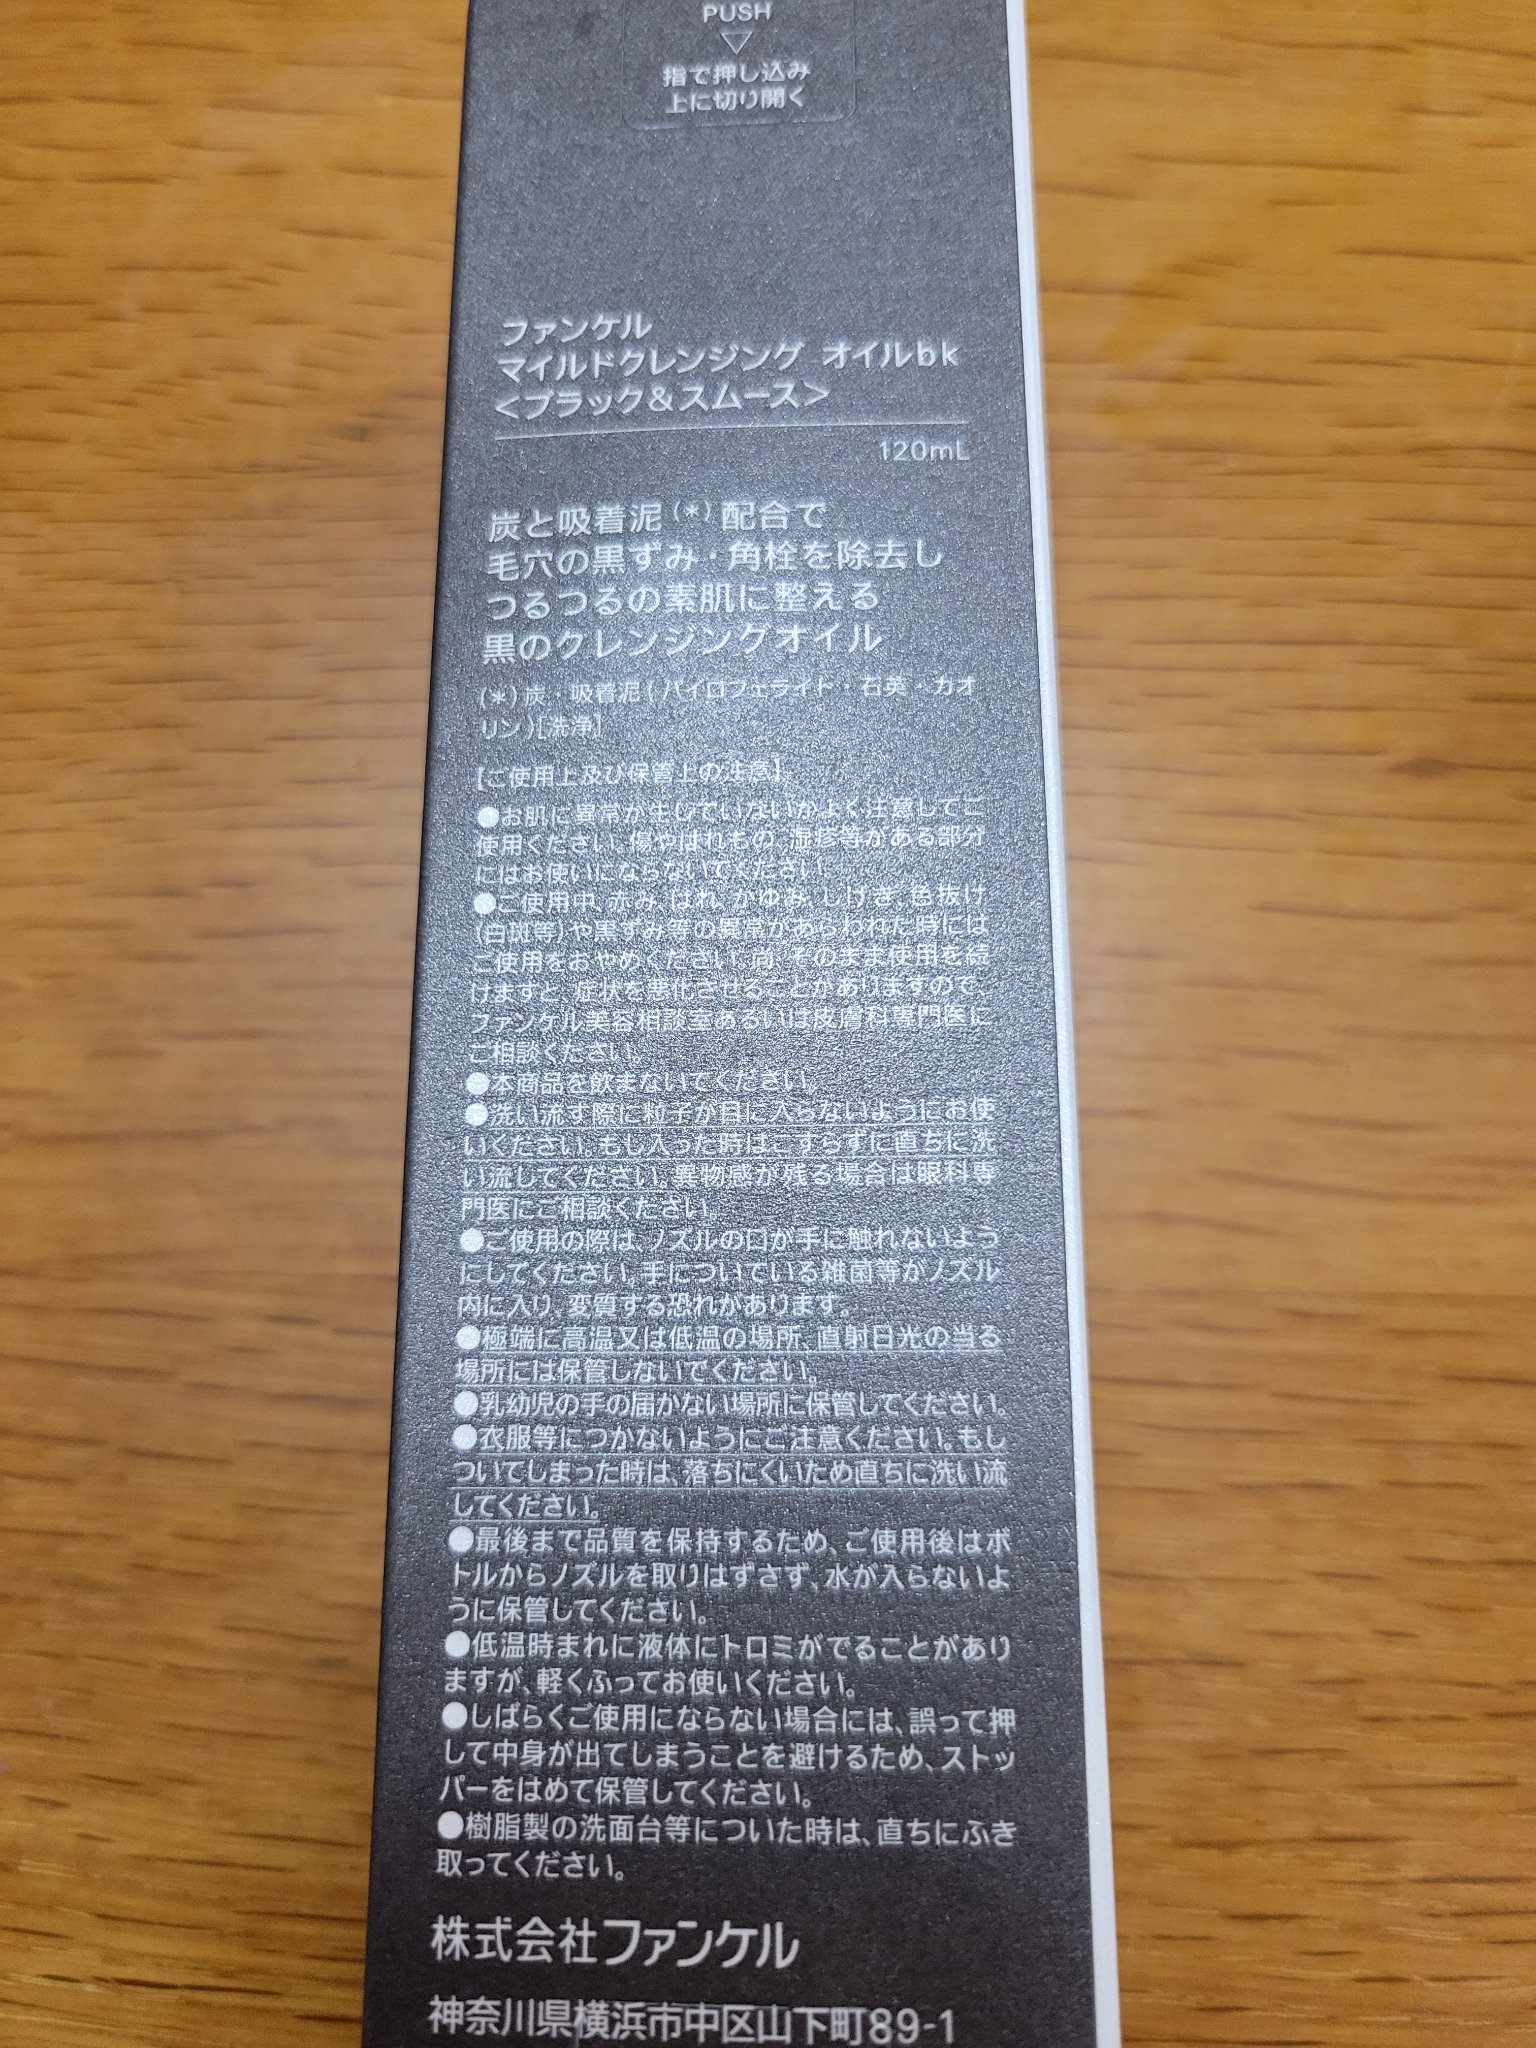 PUSH
指で押し込み
上に切り開く
ファンケル
マイルドクレンジング オイルbk
<ブラック&スムース>
120mL
炭と吸着泥(*)配合で
毛穴の黒ずみ・角栓を除去し
つるつるの素肌に整える
黒のクレンジングオイル
(*)炭・吸着泥(パイロフェライト・石英・カオ
リン)[洗浄]
【ご使用上及び保管上の注意】
●お肌に異常が生じていないかよく注意してご
使用ください。傷やはれもの、湿疹等がある部分
にはお使いにならないでください。
●ご使用中、赤み、はれ、かゆみ、しげき、色抜け
(白斑等)や黒ずみ等の異常があらわれた時には
ご使用をおやめください。尚、そのまま使用を続
けますと、症状を悪化させることがありますので、
ファンケル美容相談室あるいは皮膚科専門医に
ご相談ください。
●本商品を飲まないでください。
●洗い流す際に粒子が目に入らないようにお使
いください。もし入った時は、こすらずに直ちに洗
い流してください。異物感が残る場合は眼科専
門医にご相談ください。
●ご使用の際は、ノズルの口が手に触れないよう
にしてください。手についている雑菌等がノズル
内に入り、変質する恐れがあります。
●極端に高温又は低温の場所、直射日光の当る
場所には保管しないでください。
●乳幼児の手の届かない場所に保管してください。
●衣服等につかないようにご注意ください。もし
ついてしまった時は、落ちにくいため直ちに洗い流
してください。
●最後まで品質を保持するため、ご使用後はボ
トルからノズルを取りはずさず、水が入らないよ
うに保管してください。
●低温時まれに液体にトロミがでることがあり
ますが、軽くふってお使いください。
●しばらくご使用にならない場合には、誤って押
して中身が出てしまうことを避けるため、ストッ
パーをはめて保管してください。
●樹脂製の洗面台等についた時は、直ちにふき
取ってください。
株式会社ファンケル
神奈川県横浜市中区山下町89-1